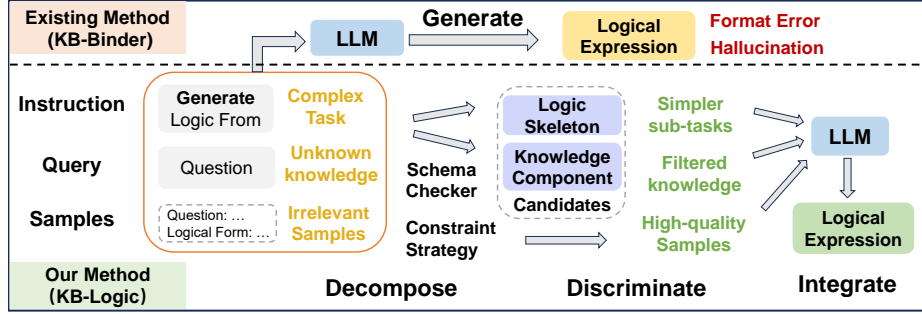 Existing Method
(KB-Binder)
LLM
Generate
Logical
Expression
Format Error
Hallucination
Instruction
Generate
Logic From
Complex
Task
Logic
Skeleton
Simpler
sub-tasks
LLM
Query
Question
Unknown
knowledge
Schema
Checker
Knowledge
Component
Candidates
Filtered
knowledge
Samples
Question: ...
Logical Form: ...
Irrelevant
Samples
Constraint
Strategy
High-quality
Samples
Logical
Expression
Our Method
(KB-Logic)
Decompose
Discriminate
Integrate